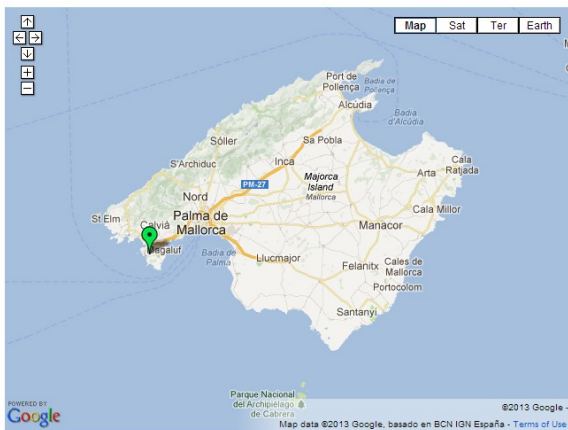 Map Sat Ter Earth
Port de
Pollença
Badia de
Pollença
Alcúdia
Badia
d'Alcúdia
Sóller
Sa Pobla
S'Archiduc
Inca
Cala
Ratjada
Arta
Majorca
Island
Mallorca
PM-27
Nord
St Elm
Calvià
Palma de
Mallorca
Cala Millor
Manacor
Magaluf
Badia de
Palma
Llucmajor
Felanitx
Cales de
Mallorca
Portocolom
Santanyi
Parque Nacional
del Archipiélago
de Cabrera
POWERED BY
Google
©2013 Google -
Map data ©2013 Google, basado en BCN IGN España - Terms of Use